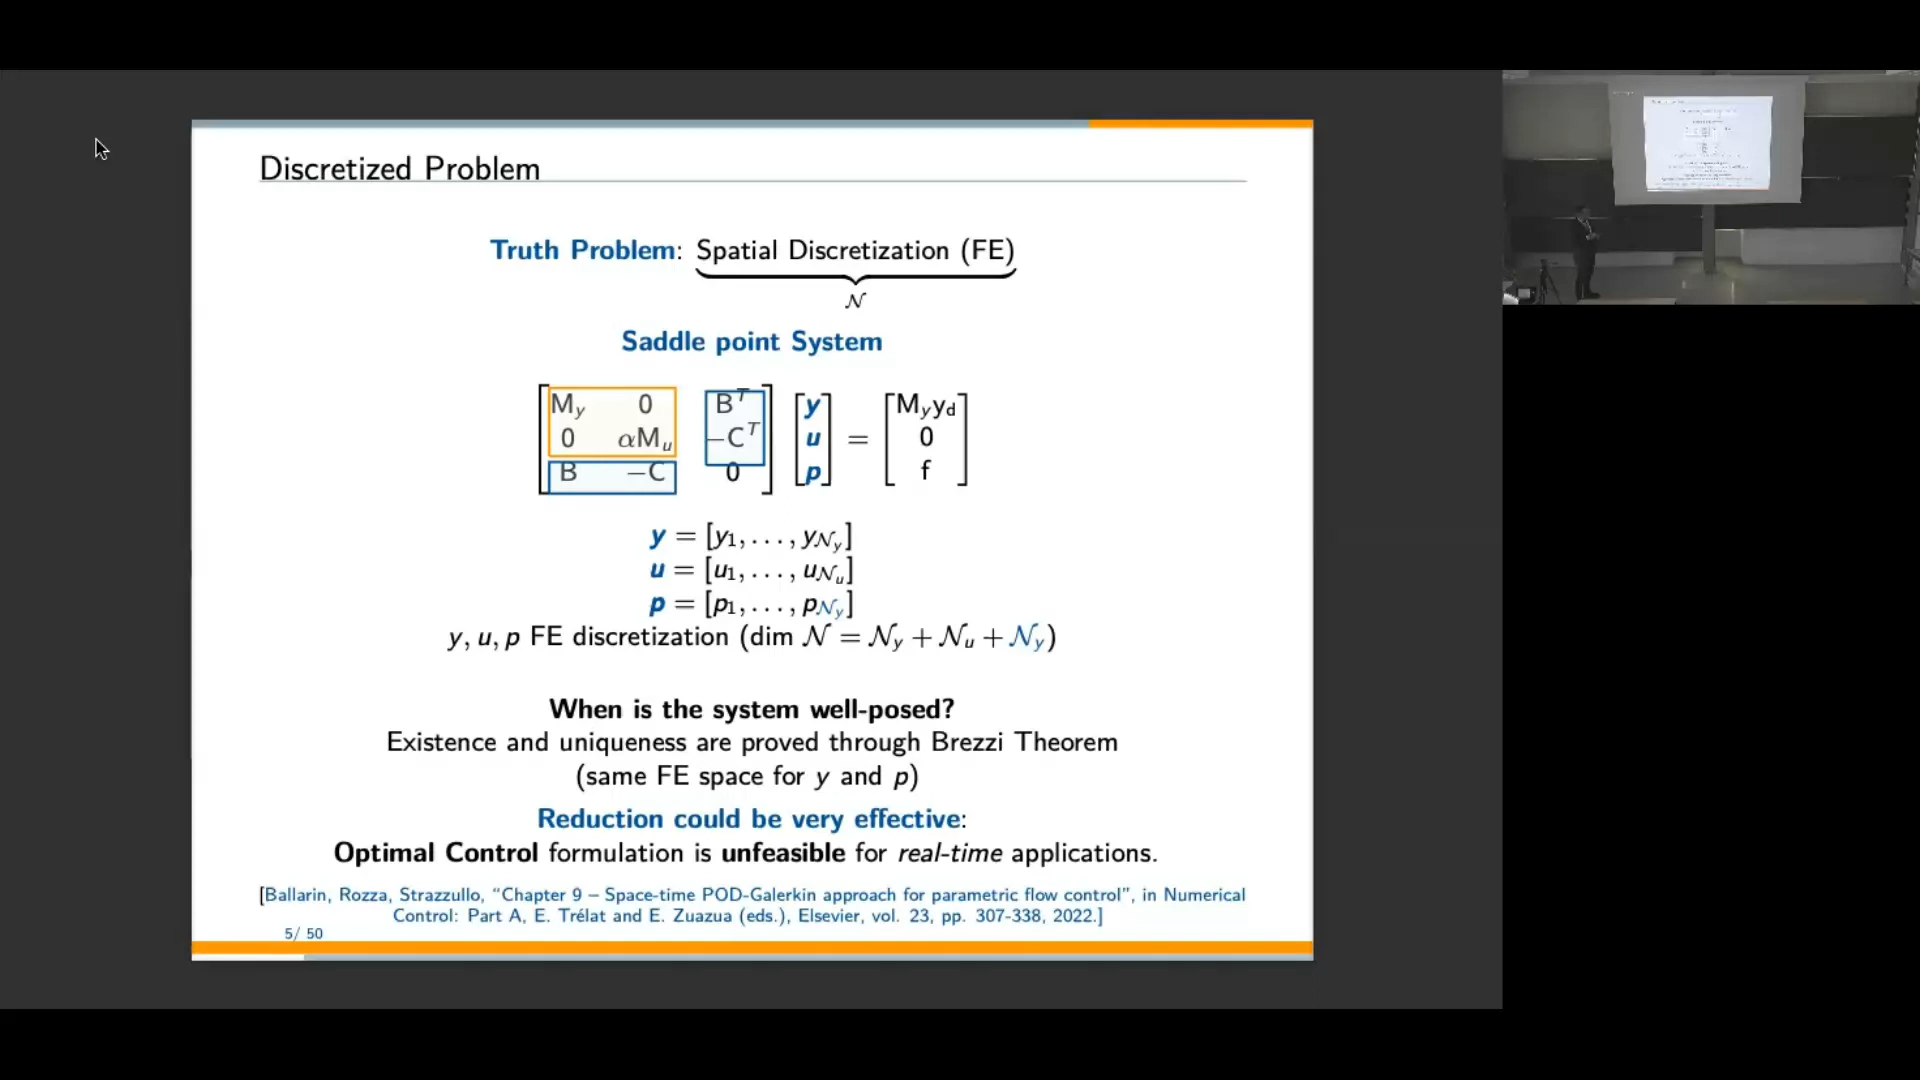 Discretized Problem
Truth Problem: Spatial Discretization (FE)
𝒩
Saddle point System
[M_y 0 B^T] [y] = [M_y y_d]
[0 αM_u −C^T] [u] [0]
[B −C 0] [p] [f]
y = [y_1, . . . , y_{𝒩_y}]
u = [u_1, . . . , u_{𝒩_u}]
p = [p_1, . . . , p_{𝒩_y}]
y, u, p FE discretization (dim 𝒩 = 𝒩_y + 𝒩_u + 𝒩_y)
When is the system well-posed?
Existence and uniqueness are proved through Brezzi Theorem
(same FE space for y and p)
Reduction could be very effective:
Optimal Control formulation is unfeasible for real-time applications.
[Ballarin, Rozza, Strazzullo, “Chapter 9 – Space-time POD-Galerkin approach for parametric flow control”, in Numerical
Control: Part A, E. Trélat and E. Zuazua (eds.), Elsevier, vol. 23, pp. 307-338, 2022.]
5/ 50